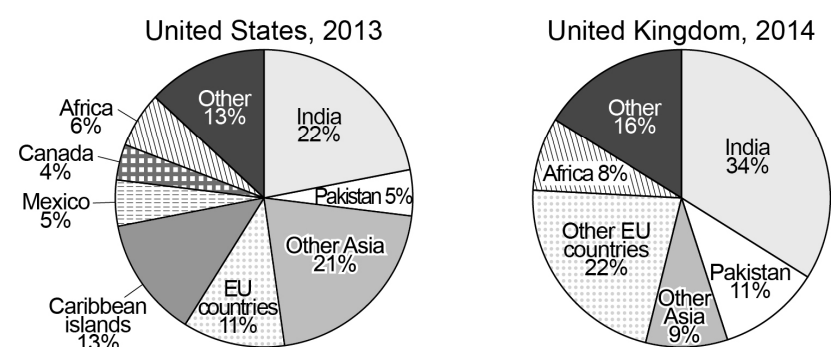 United States, 2013
Other
13%
India
22%
Pakistan 5%
Other Asia
21%
EU
countries
11%
Caribbean
islands
13%
Mexico
5%
Canada
4%
Africa
6%
United Kingdom, 2014
Other
16%
India
34%
Pakistan
11%
Other
Asia
9%
Other EU
countries
22%
Africa 8%